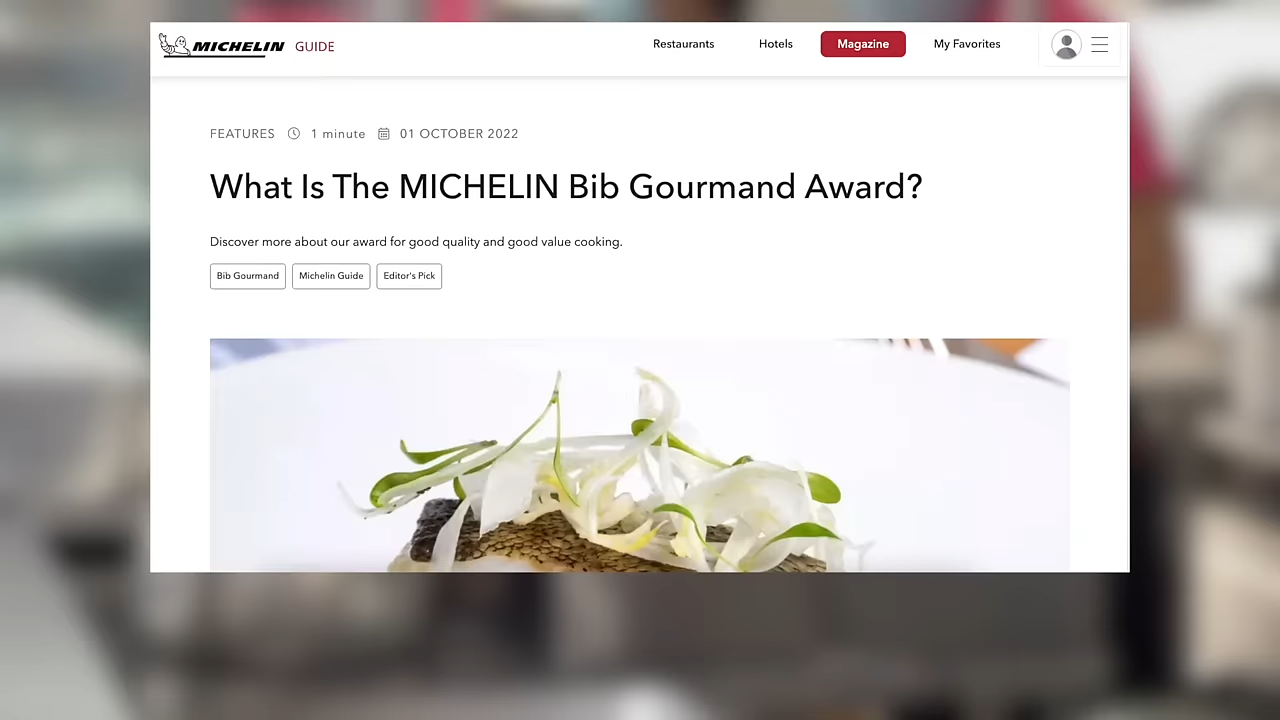 MICHELIN GUIDE
Restaurants
Hotels
Magazine
My Favorites
FEATURES 1 minute 01 OCTOBER 2022
What Is The MICHELIN Bib Gourmand Award?
Discover more about our award for good quality and good value cooking.
Bib Gourmand
Michelin Guide
Editor's Pick